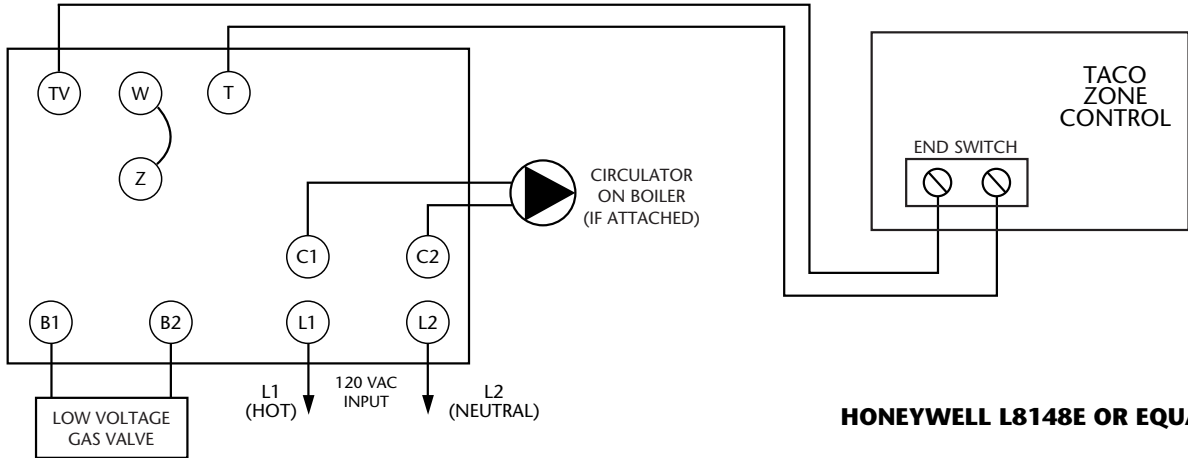 TV
W
T
Z
TACO
ZONE
CONTROL
END SWITCH
CIRCULATOR
ON BOILER
(IF ATTACHED)
C1
C2
B1
B2
L1
L2
L1
(HOT)
120 VAC
INPUT
L2
(NEUTRAL)
LOW VOLTAGE
GAS VALVE
HONEYWELL L8148E OR EQUA